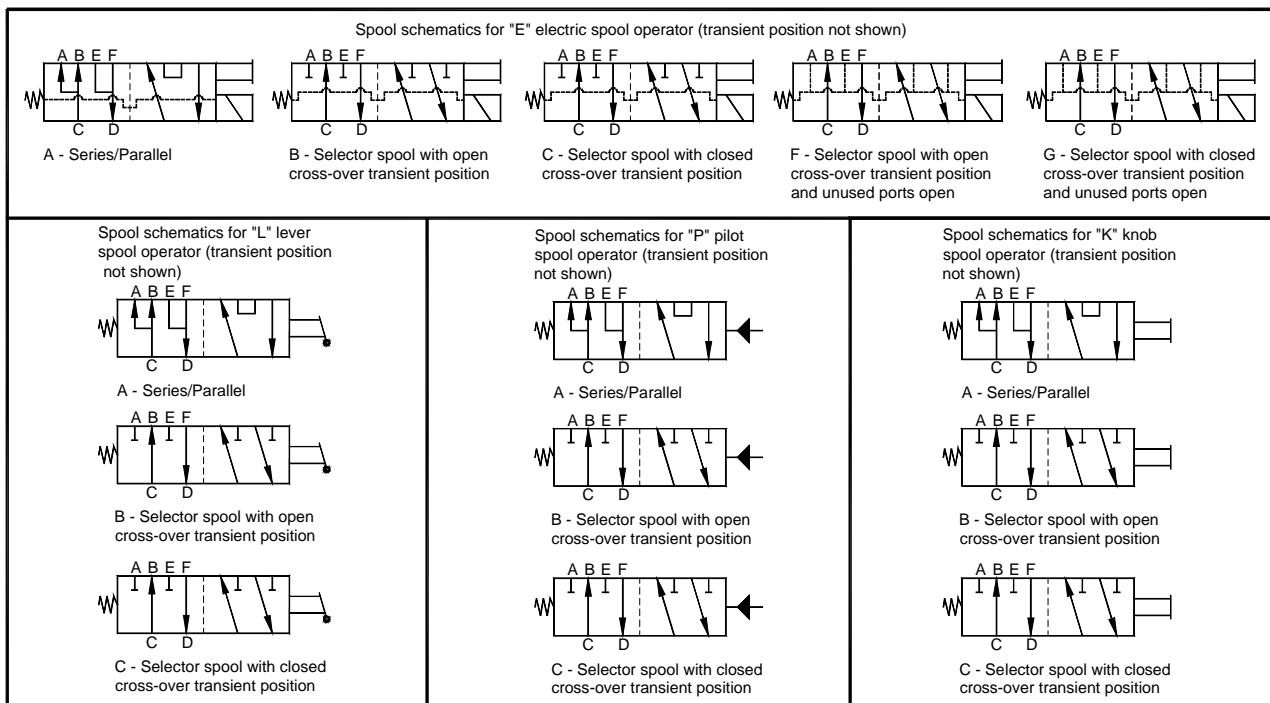 Spool schematics for "E" electric spool operator (transient position not shown)
A B E F
C D
A - Series/Parallel
A B E F
C D
B - Selector spool with open
cross-over transient position
A B E F
C D
C - Selector spool with closed
cross-over transient position
A B E F
C D
F - Selector spool with open
cross-over transient position
and unused ports open
A B E F
C D
G - Selector spool with closed
cross-over transient position
and unused ports open
Spool schematics for "L" lever
spool operator (transient position
not shown)
A B E F
C D
A - Series/Parallel
A B E F
C D
B - Selector spool with open
cross-over transient position
A B E F
C D
C - Selector spool with closed
cross-over transient position
Spool schematics for "P" pilot
spool operator (transient position
not shown)
A B E F
C D
A - Series/Parallel
A B E F
C D
B - Selector spool with open
cross-over transient position
A B E F
C D
C - Selector spool with closed
cross-over transient position
Spool schematics for "K" knob
spool operator (transient position
not shown)
A B E F
C D
A - Series/Parallel
A B E F
C D
B - Selector spool with open
cross-over transient position
A B E F
C D
C - Selector spool with closed
cross-over transient position